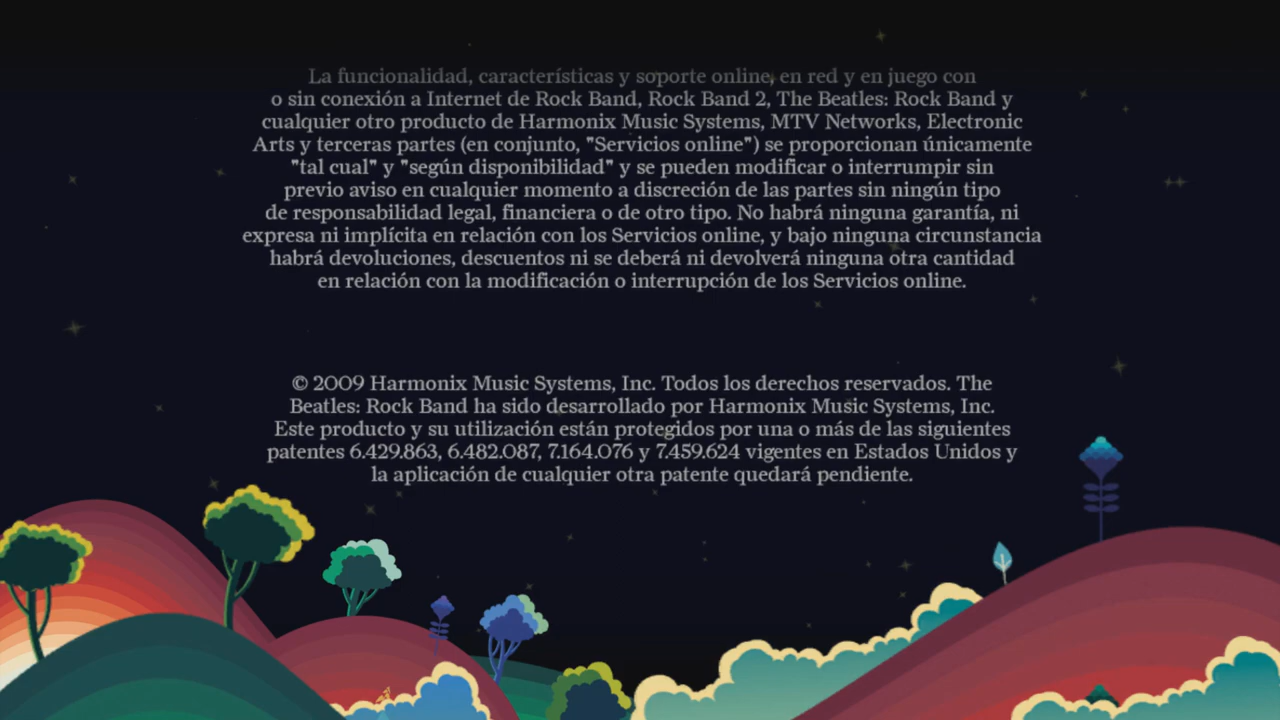 La funcionalidad, características y soporte online, en red y en juego con
o sin conexión a Internet de Rock Band, Rock Band 2, The Beatles: Rock Band y
cualquier otro producto de Harmonix Music Systems, MTV Networks, Electronic
Arts y terceras partes (en conjunto, "Servicios online") se proporcionan únicamente
"tal cual" y "según disponibilidad" y se pueden modificar o interrumpir sin
previo aviso en cualquier momento a discreción de las partes sin ningún tipo
de responsabilidad legal, financiera o de otro tipo. No habrá ninguna garantía, ni
expresa ni implícita en relación con los Servicios online, y bajo ninguna circunstancia
habrá devoluciones, descuentos ni se deberá ni devolverá ninguna otra cantidad
en relación con la modificación o interrupción de los Servicios online.
© 2009 Harmonix Music Systems, Inc. Todos los derechos reservados. The
Beatles: Rock Band ha sido desarrollado por Harmonix Music Systems, Inc.
Este producto y su utilización están protegidos por una o más de las siguientes
patentes 6.429.863, 6.482.087, 7.164.076 y 7.459.624 vigentes en Estados Unidos y
la aplicación de cualquier otra patente quedará pendiente.